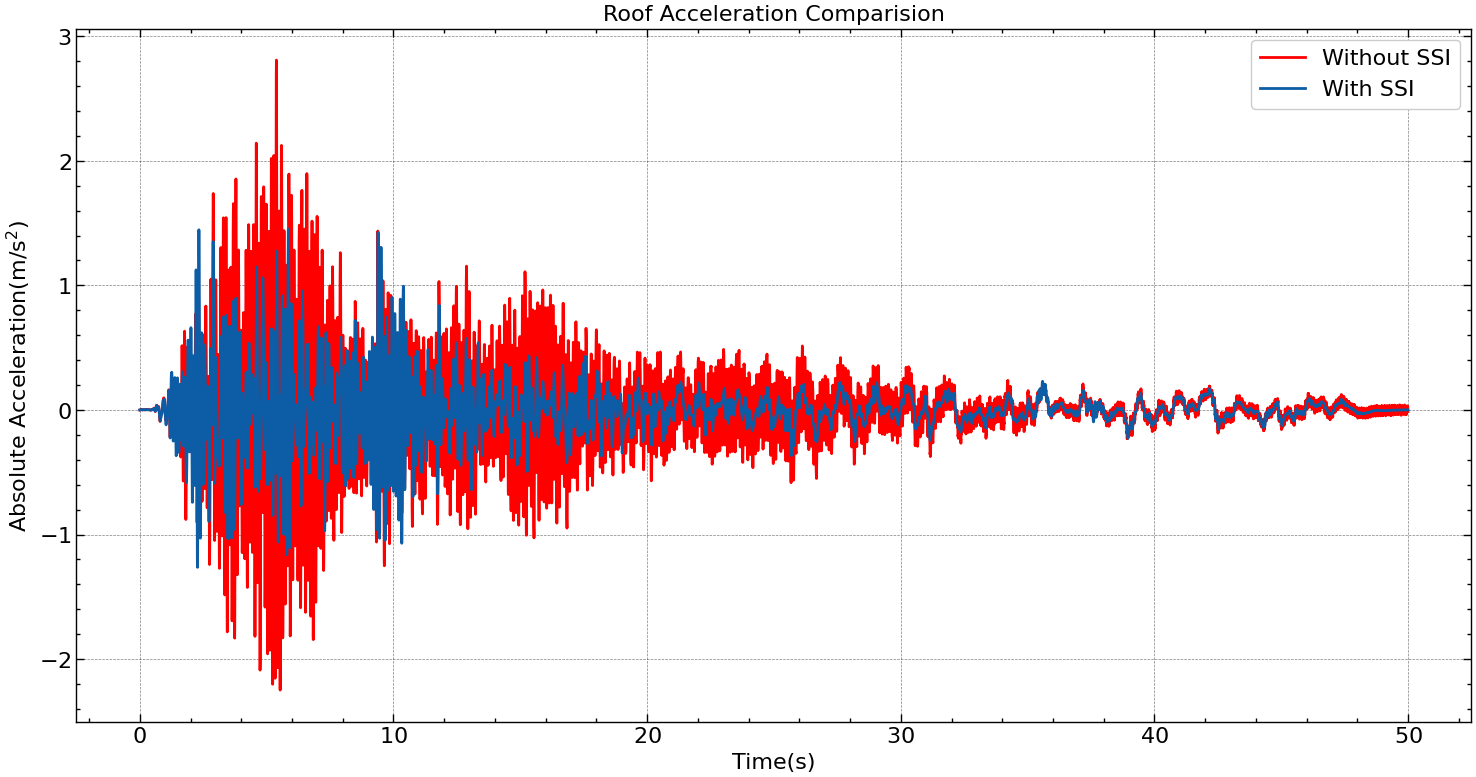 Roof Acceleration Comparision
Without SSI
With SSI
3
2
1
0
−1
−2
Absolute Acceleration(m/s²)
0 10 20 30 40 50
Time(s)